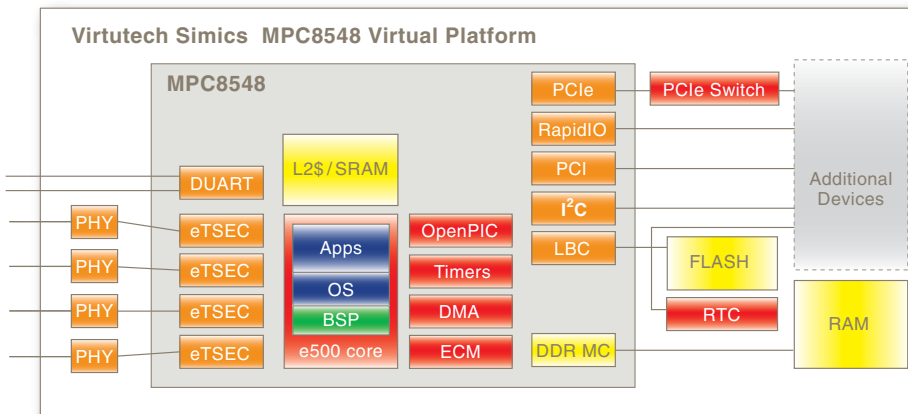 Virtutech Simics MPC8548 Virtual Platform
MPC8548
PCIe
PCIe Switch
RapidIO
L2$/SRAM
PCI
DUART
Additional
Devices
I²C
PHY
eTSEC
Apps
OpenPIC
LBC
PHY
eTSEC
Timers
FLASH
OS
PHY
eTSEC
BSP
DMA
RTC
RAM
PHY
eTSEC
e500 core
ECM
DDR MC